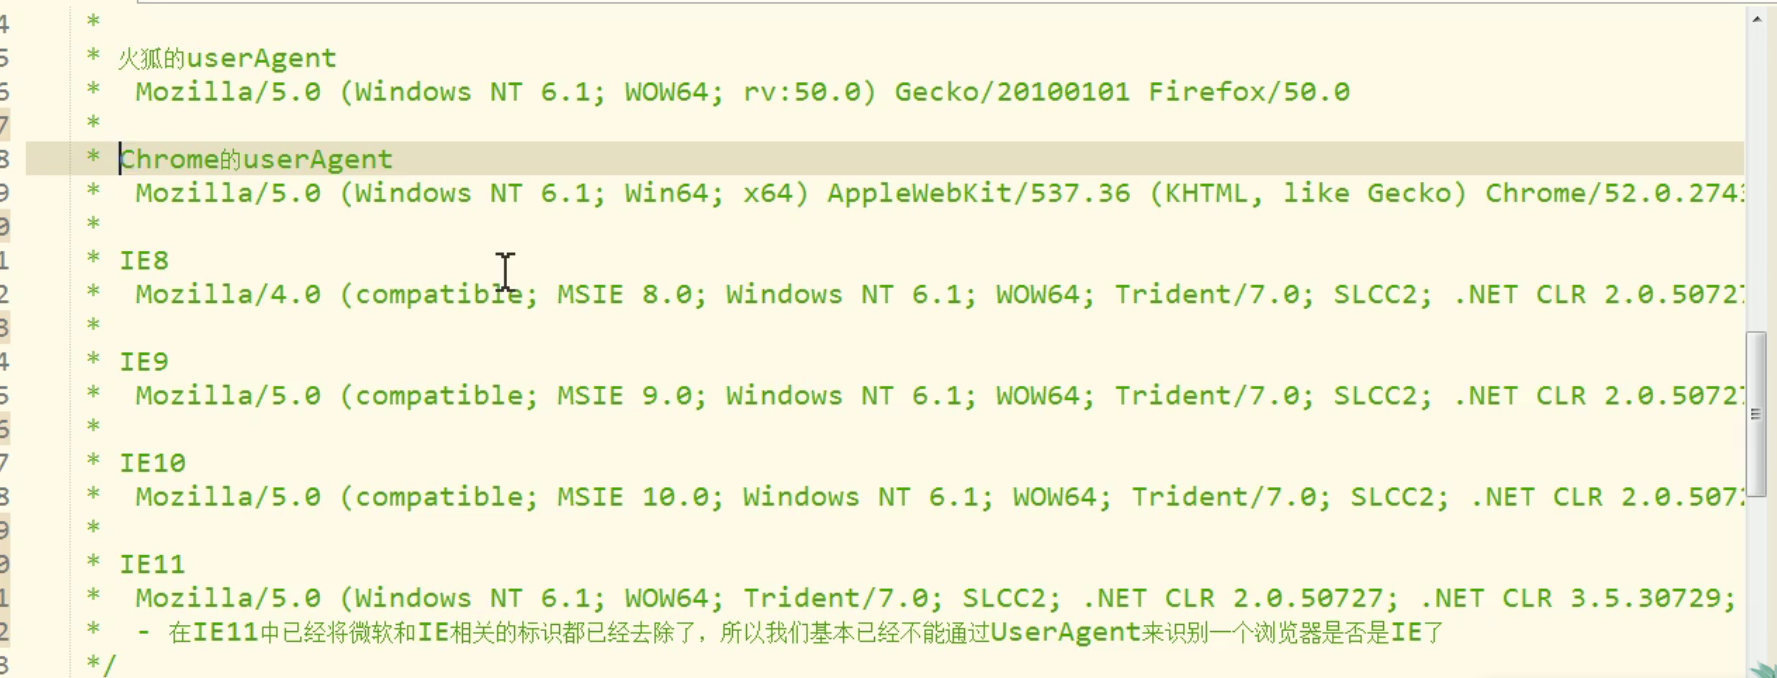 4 *
5 * 火狐的userAgent
6 * Mozilla/5.0 (Windows NT 6.1; WOW64; rv:50.0) Gecko/20100101 Firefox/50.0
7 *
8 * Chrome的userAgent
9 * Mozilla/5.0 (Windows NT 6.1; Win64; x64) AppleWebKit/537.36 (KHTML, like Gecko) Chrome/52.0.2743
0 *
1 * IE8
2 * Mozilla/4.0 (compatible; MSIE 8.0; Windows NT 6.1; WOW64; Trident/7.0; SLCC2; .NET CLR 2.0.50727
3 *
4 * IE9
5 * Mozilla/5.0 (compatible; MSIE 9.0; Windows NT 6.1; WOW64; Trident/7.0; SLCC2; .NET CLR 2.0.50727
6 *
7 * IE10
8 * Mozilla/5.0 (compatible; MSIE 10.0; Windows NT 6.1; WOW64; Trident/7.0; SLCC2; .NET CLR 2.0.5072
9 *
0 * IE11
1 * Mozilla/5.0 (Windows NT 6.1; WOW64; Trident/7.0; SLCC2; .NET CLR 2.0.50727; .NET CLR 3.5.30729;
2 * - 在IE11中已经将微软和IE相关的标识都已经去除了，所以我们基本已经不能通过UserAgent来识别一个浏览器是否是IE了
3 */